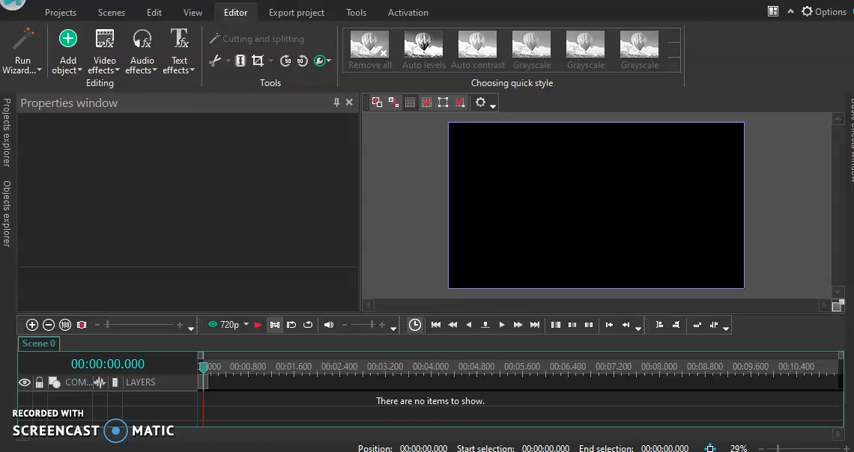 Projects Scenes Edit View Editor Export project Tools Activation Options
Run Wizard... Add object Video effects Audio effects Text effects
Editing
Cutting and splitting
Tools
Remove all Auto levels Auto contrast Grayscale Grayscale Grayscale
Choosing quick style
Properties window
Projects explorer
Objects explorer
720p
Scene 0
00:00:00.000
000 00:00.800 00:01.600 00:02.400 00:03.200 00:04.000 00:04.800 00:05.600 00:06.400 00:07.200 00:08.000 00:08.800 00:09.600 00:10.400
COM... LAYERS
There are no items to show.
RECORDED WITH
SCREENCAST MATIC
Position: 00:00:00.000 Start selection: 00:00:00.000 End selection: 00:00:00.000 29%